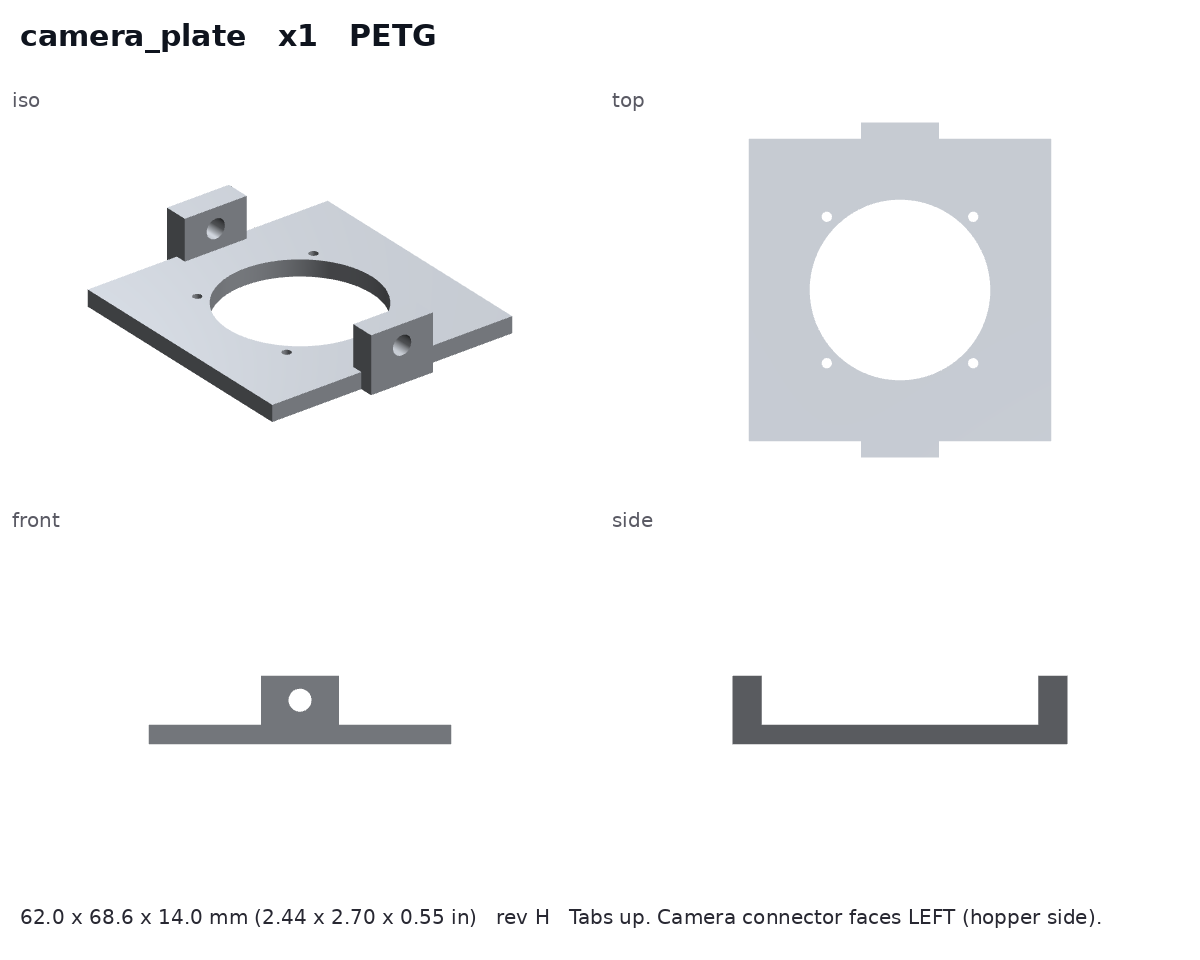 camera_plate x1 PETG
iso
top
front
side
62.0 x 68.6 x 14.0 mm (2.44 x 2.70 x 0.55 in) rev H Tabs up. Camera connector faces LEFT (hopper side).